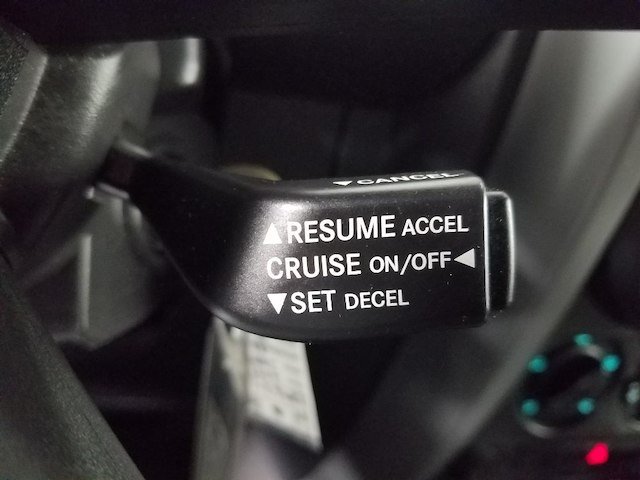 ▼CANCEL
▲RESUME ACCEL
CRUISE ON/OFF◀
▼SET DECEL